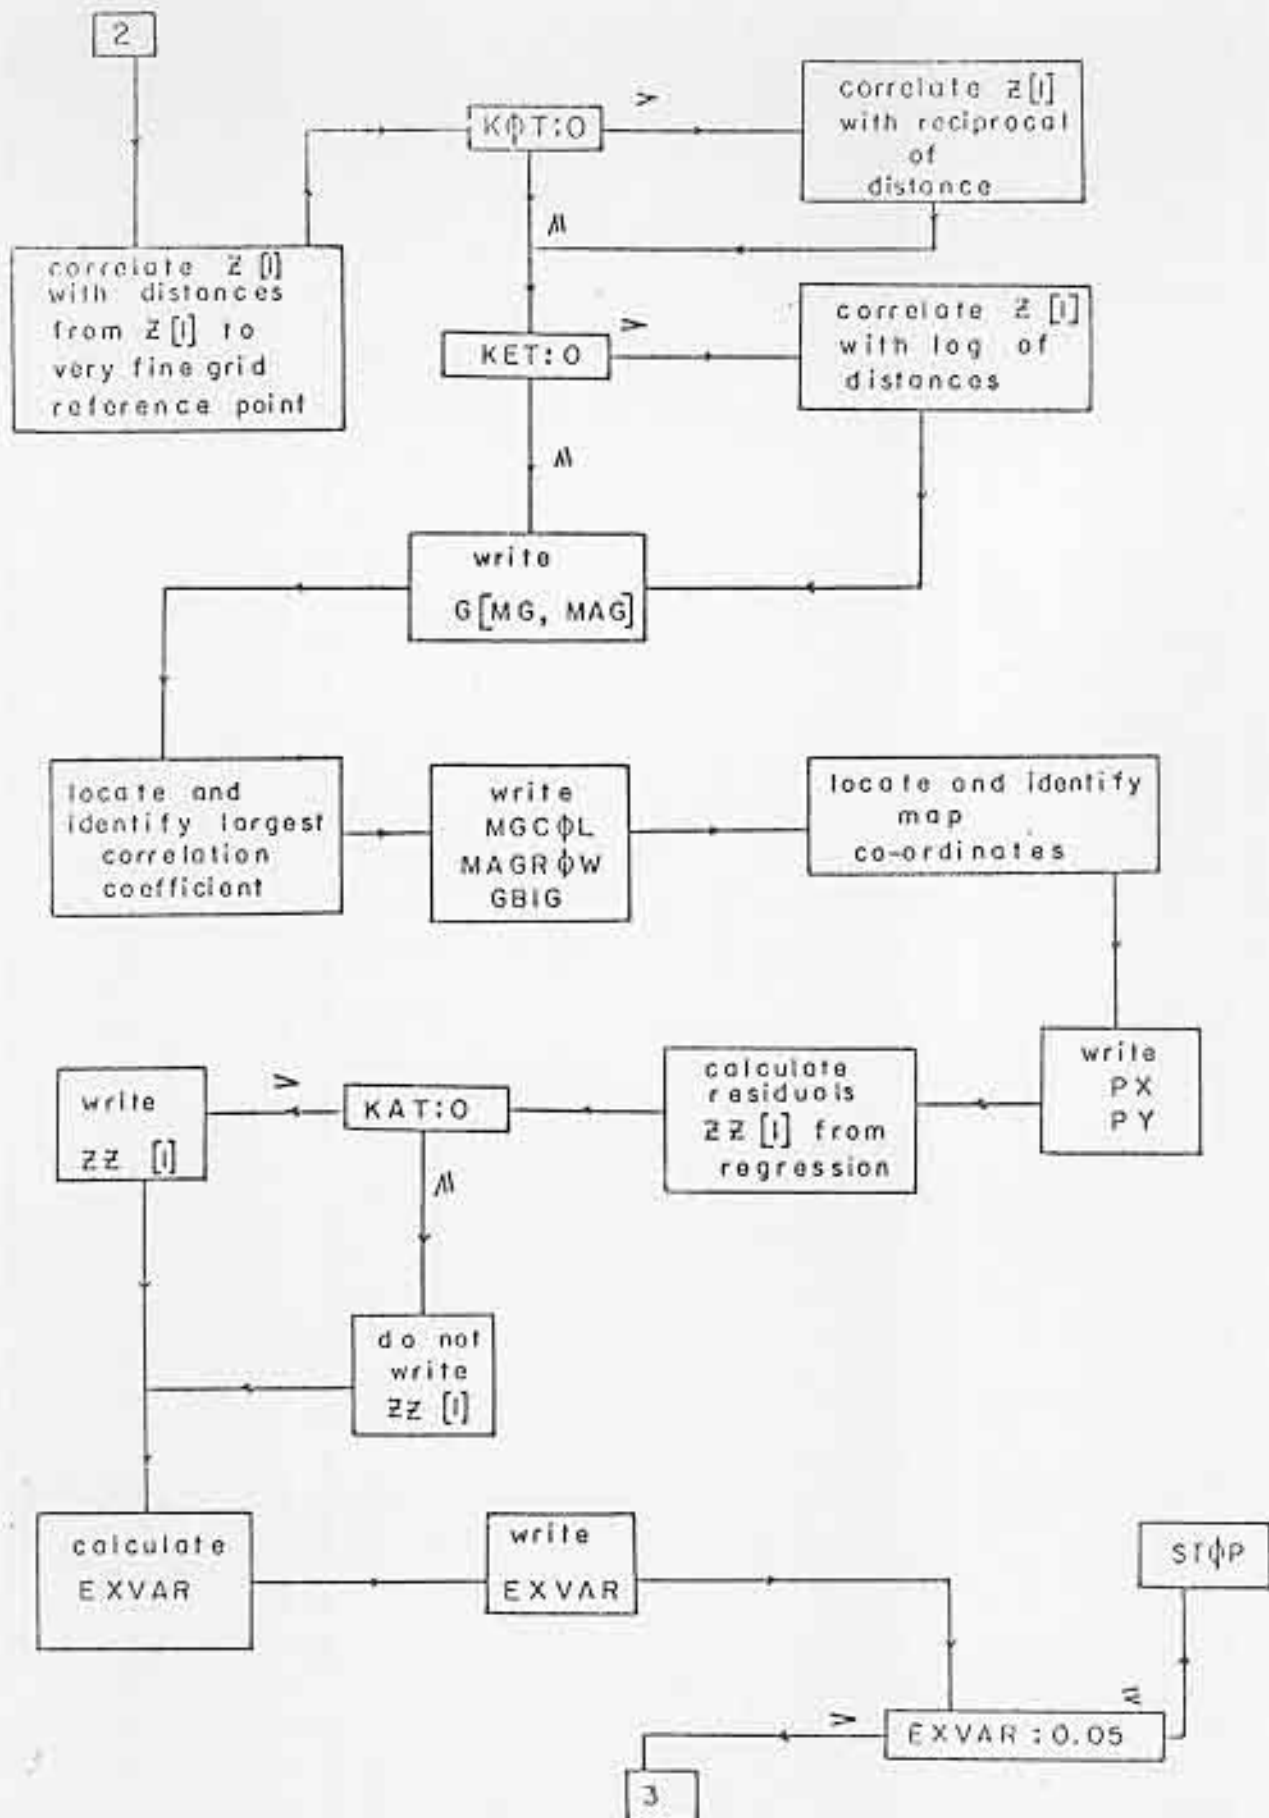 2
KϕT:0
>
correlate Z [I]
with reciprocal
of
distance
≤
correlate Z [I]
with distances
from Z [I] to
very fine grid
reference point
KET:0
>
correlate Z [I]
with log of
distances
≤
write
G[MG, MAG]
locate and
identify largest
correlation
coefficient
write
MGCϕL
MAGRϕW
GBIG
locate and identify
map
co-ordinates
write
PX
PY
calculate
residuals
ZZ [I] from
regression
KAT:0
>
write
ZZ [I]
≤
do not
write
ZZ [I]
calculate
EXVAR
write
EXVAR
STϕP
EXVAR : 0.05
>
≤
3